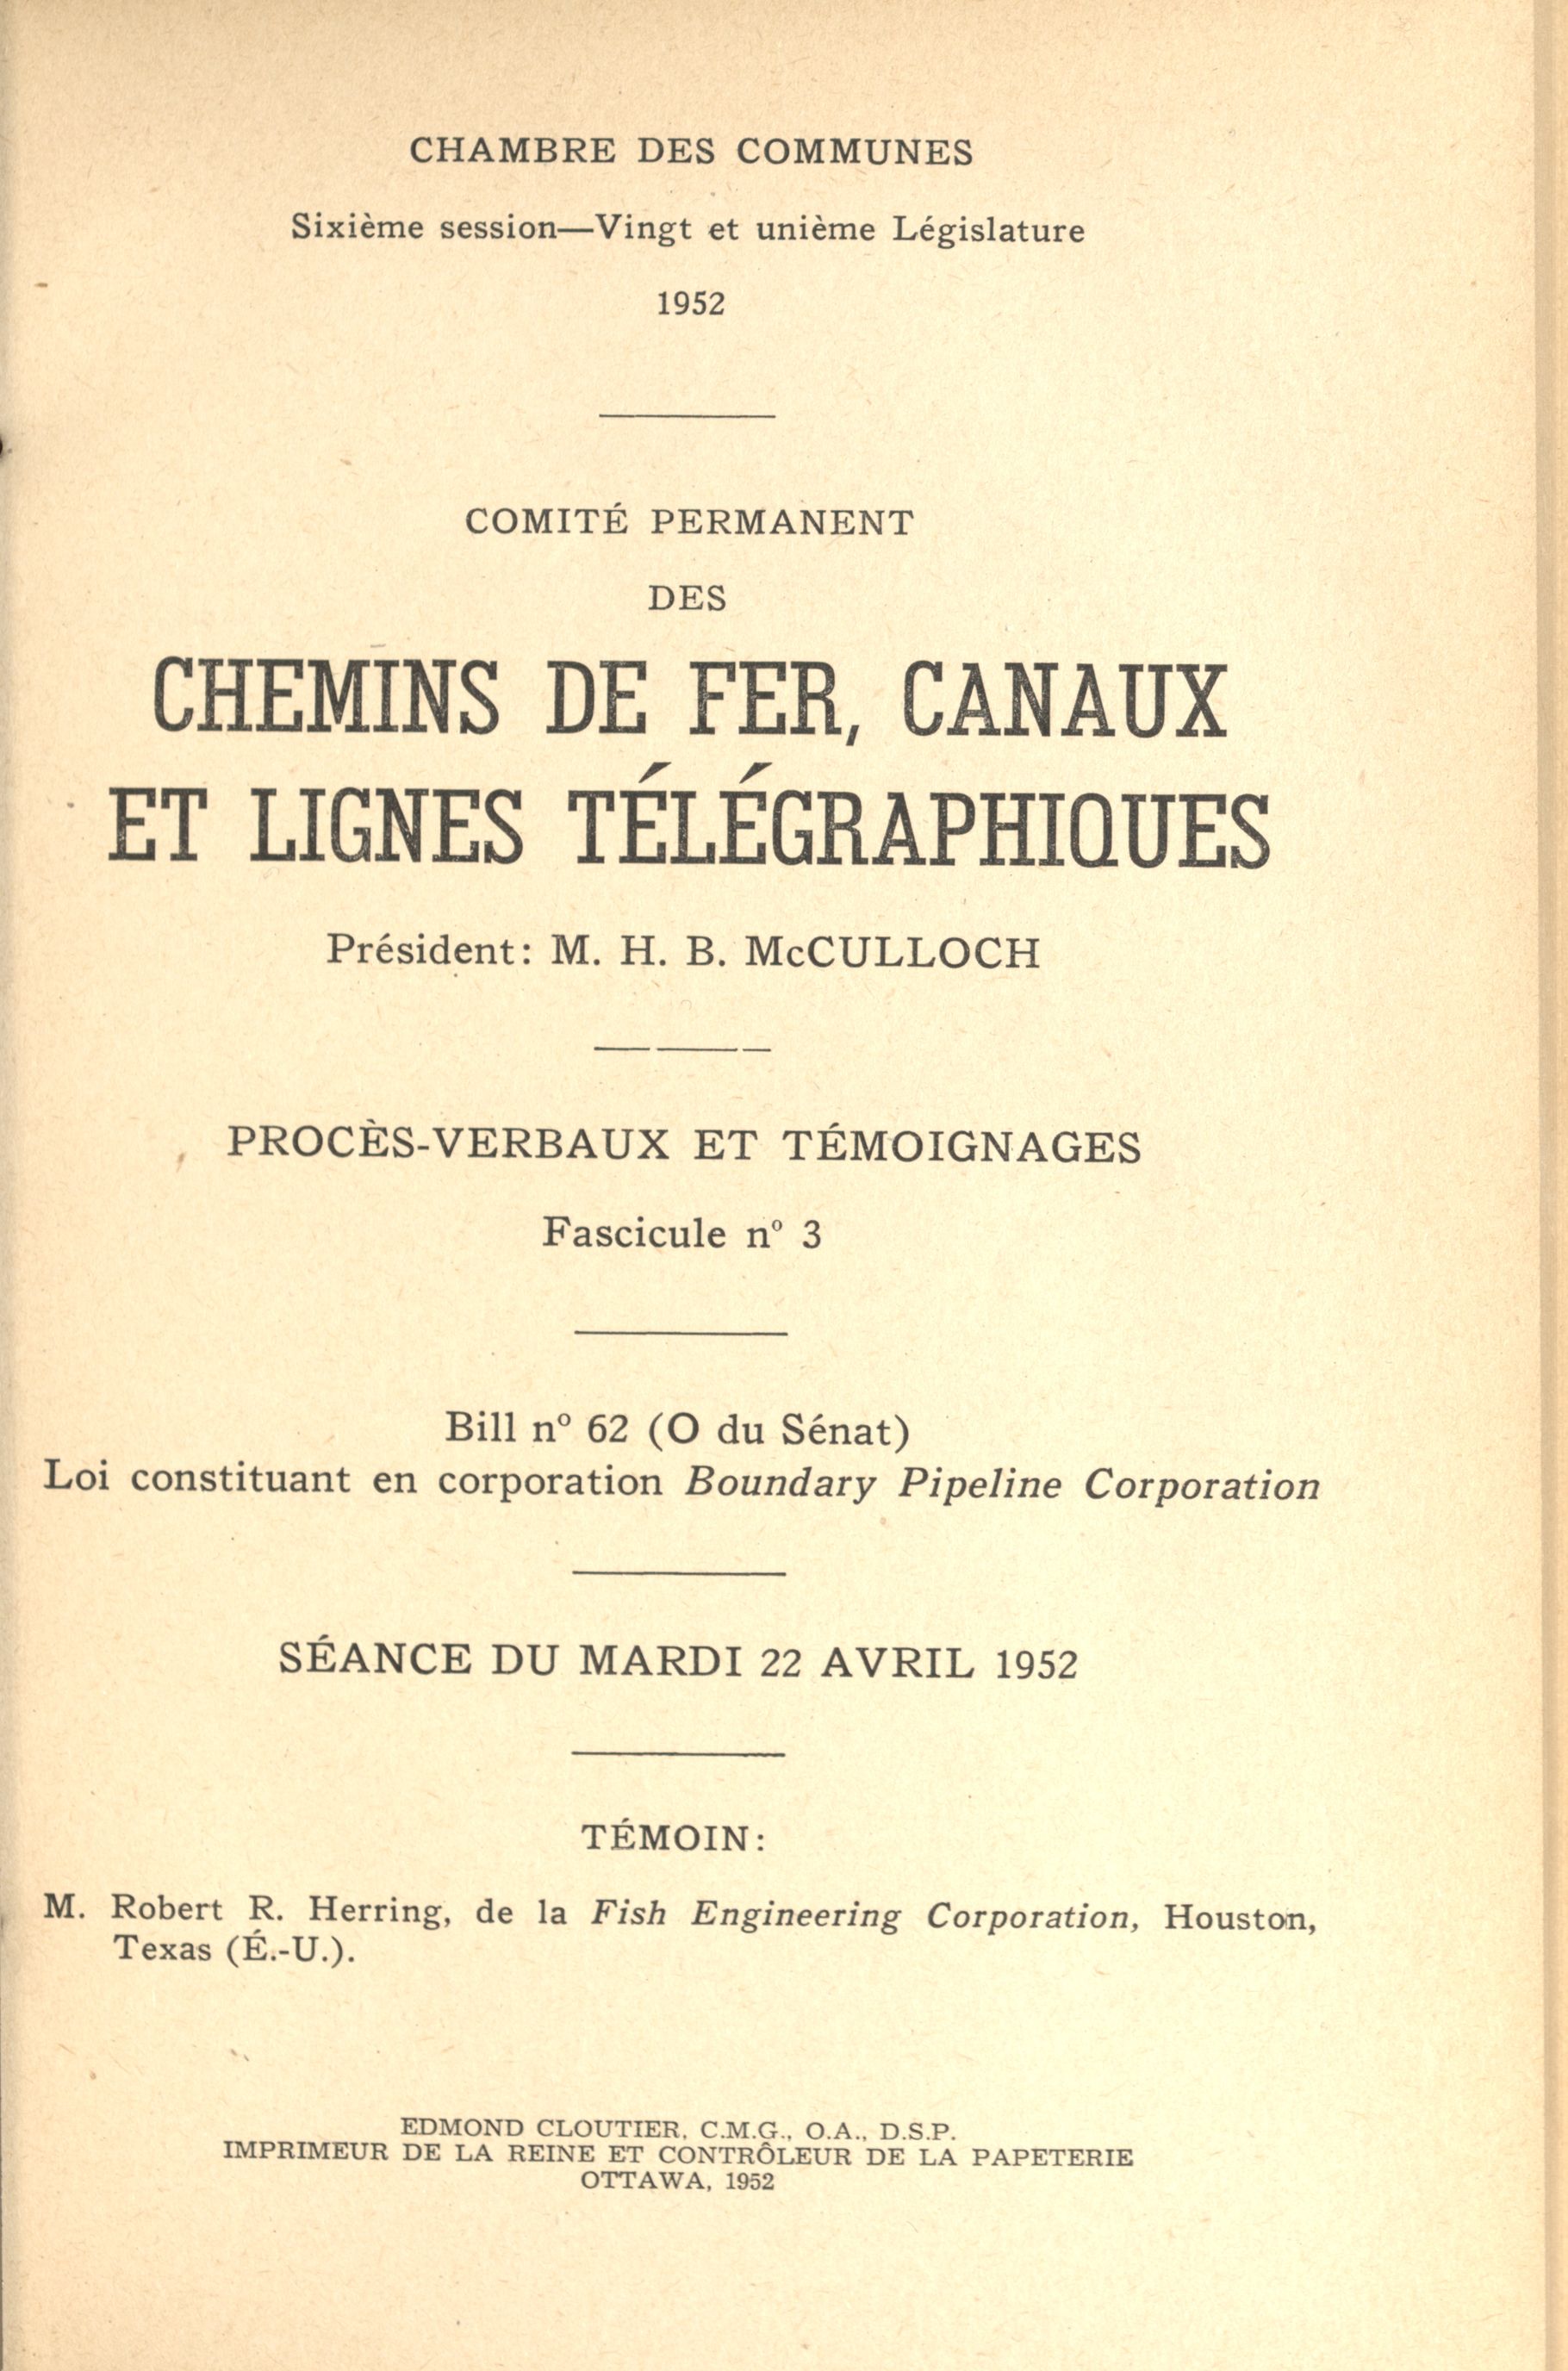 CHAMBRE DES COMMUNES
Sixième session—Vingt et unième Législature
1952
COMITÉ PERMANENT
DES
CHEMINS DE FER, CANAUX
ET LIGNES TÉLÉGRAPHIQUES
Président: M. H. B. McCULLOCH
PROCÈS-VERBAUX ET TÉMOIGNAGES
Fascicule nº 3
Bill nº 62 (O du Sénat)
Loi constituant en corporation Boundary Pipeline Corporation
SÉANCE DU MARDI 22 AVRIL 1952
TÉMOIN:
M. Robert R. Herring, de la Fish Engineering Corporation, Houston,
Texas (É.-U.).
EDMOND CLOUTIER, C.M.G., O.A., D.S.P.
IMPRIMEUR DE LA REINE ET CONTRÔLEUR DE LA PAPETERIE
OTTAWA, 1952